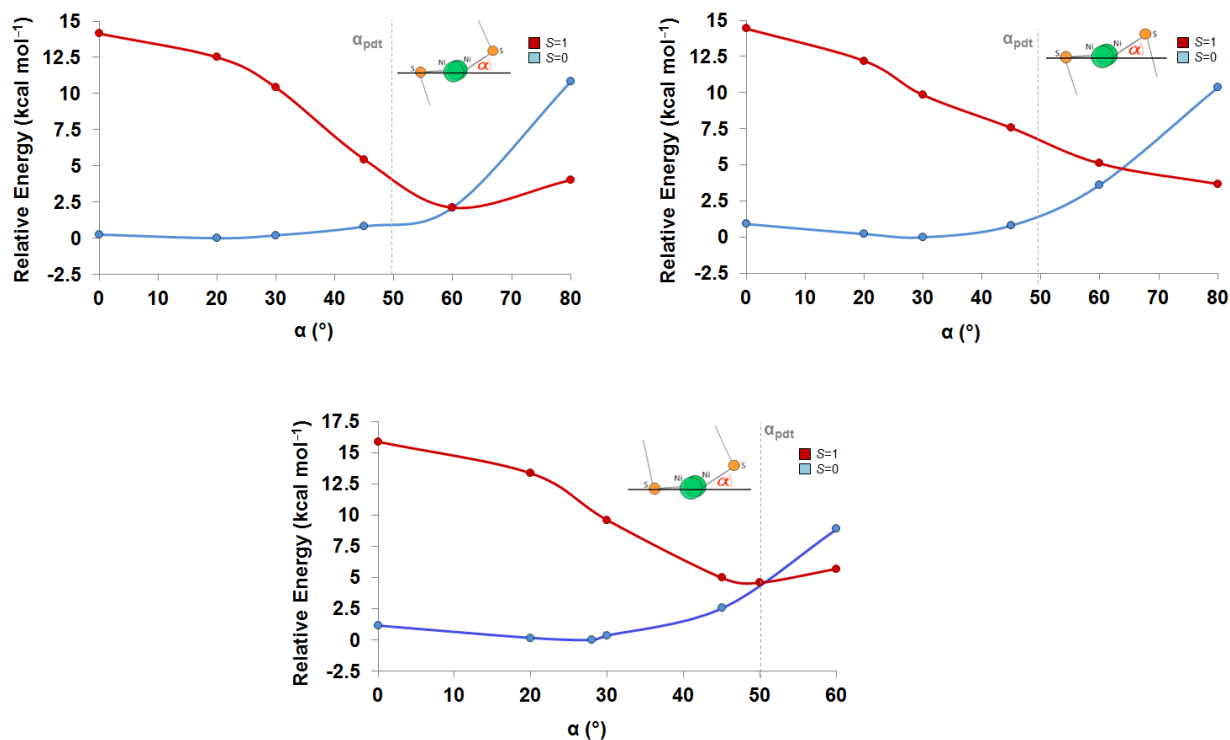 Relative Energy (kcal mol⁻¹)
15
12.5
10
7.5
5
2.5
0
-2.5
0 10 20 30 40 50 60 70 80
α (°)
α_pdt
S Ni Ni α S
S=1
S=0
Relative Energy (kcal mol⁻¹)
15
12.5
10
7.5
5
2.5
0
-2.5
0 10 20 30 40 50 60 70 80
α (°)
α_pdt
S Ni Ni α S
S=1
S=0
Relative Energy (kcal mol⁻¹)
17.5
15
12.5
10
7.5
5
2.5
0
-2.5
0 10 20 30 40 50 60
α (°)
α_pdt
S Ni Ni α S
S=1
S=0